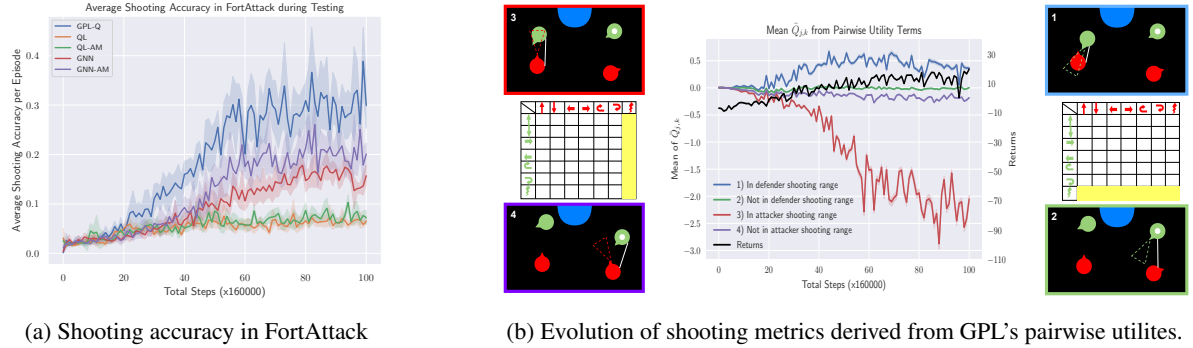 Average Shooting Accuracy in FortAttack during Testing
Average Shooting Accuracy per Episode
0.4
0.3
0.2
0.1
0.0
GPL-Q
QL
QL-AM
GNN
GNN-AM
0 20 40 60 80 100
Total Steps (x160000)
3
4
Mean Q̄j,k from Pairwise Utility Terms
Mean of Q̄j,k
0.5
0.0
−0.5
−1.0
−1.5
−2.0
−2.5
−3.0
1) In defender shooting range
2) Not in defender shooting range
3) In attacker shooting range
4) Not in attacker shooting range
Returns
30
10
−10
−30
−50
−70
−90
−110
Returns
0 20 40 60 80 100
Total Steps (x160000)
1
2
(a) Shooting accuracy in FortAttack
(b) Evolution of shooting metrics derived from GPL's pairwise utilites.